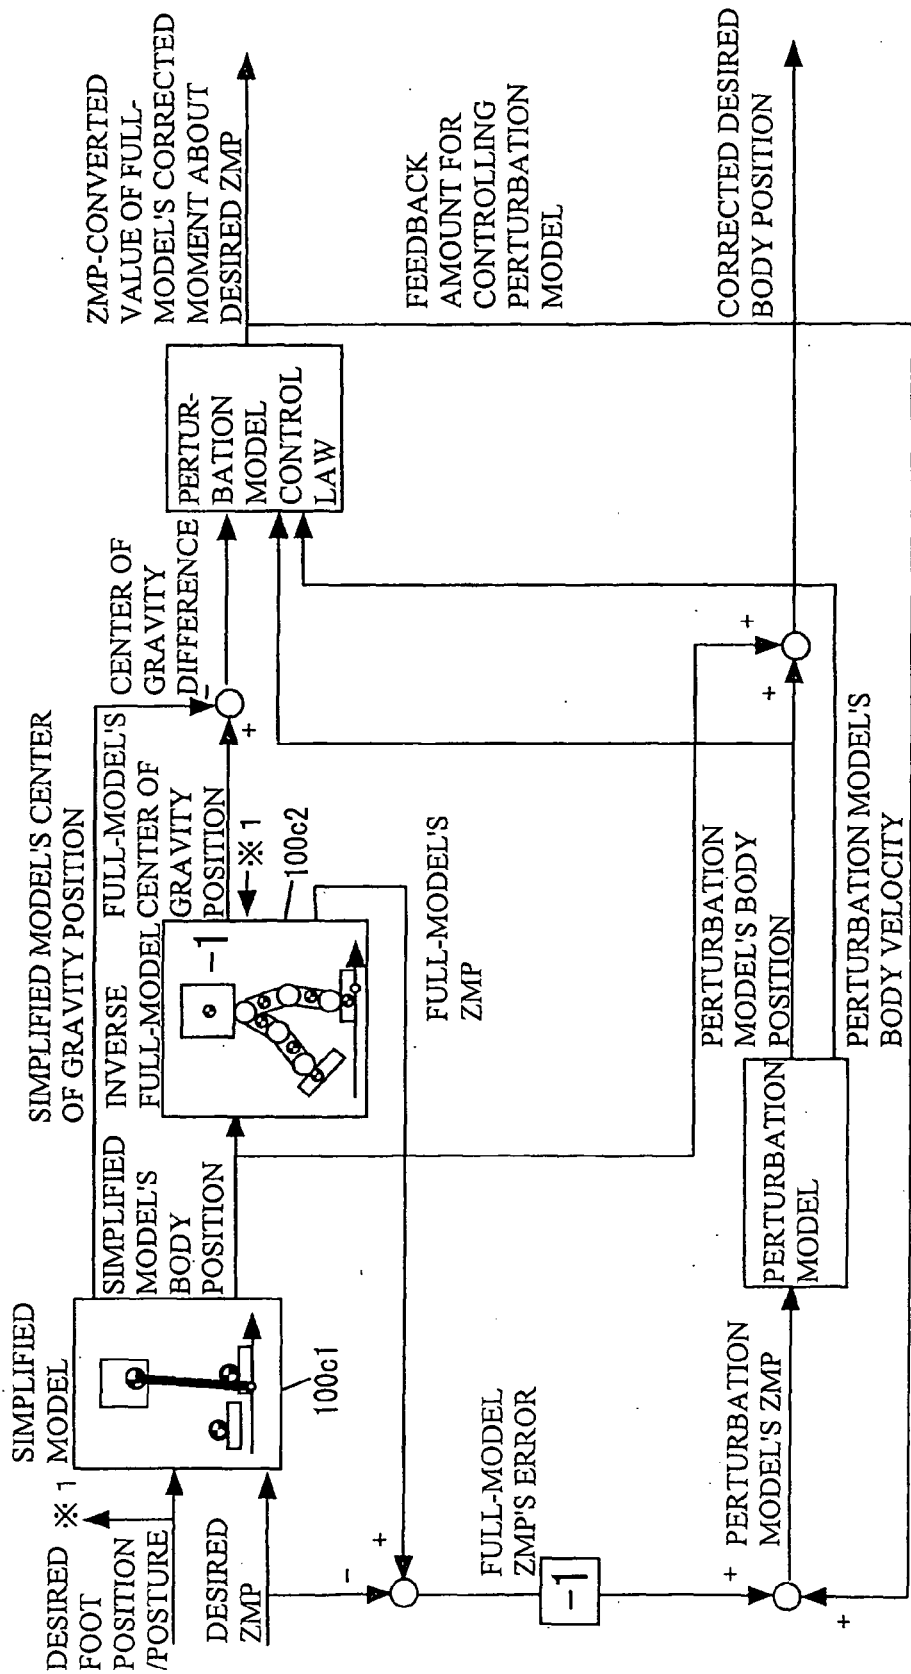 DESIRED
FOOT
POSITION
/POSTURE
※ 1
DESIRED
ZMP
SIMPLIFIED
MODEL
100c1
SIMPLIFIED
MODEL'S
BODY
POSITION
SIMPLIFIED MODEL'S CENTER
OF GRAVITY POSITION
INVERSE
FULL-MODEL
-1
100c2
※ 1
FULL-MODEL'S
CENTER OF
GRAVITY
POSITION
FULL-MODEL'S
ZMP
-
+
CENTER OF
GRAVITY
DIFFERENCE
PERTUR-
BATION
MODEL
CONTROL
LAW
ZMP-CONVERTED
VALUE OF FULL-
MODEL'S CORRECTED
MOMENT ABOUT
DESIRED ZMP
FEEDBACK
AMOUNT FOR
CONTROLLING
PERTURBATION
MODEL
-
+
FULL-MODEL
ZMP'S ERROR
-1
+
+
PERTURBATION
MODEL'S ZMP
PERTURBATION
MODEL
PERTURBATION
MODEL'S BODY
POSITION
PERTURBATION MODEL'S
BODY VELOCITY
+
+
CORRECTED DESIRED
BODY POSITION